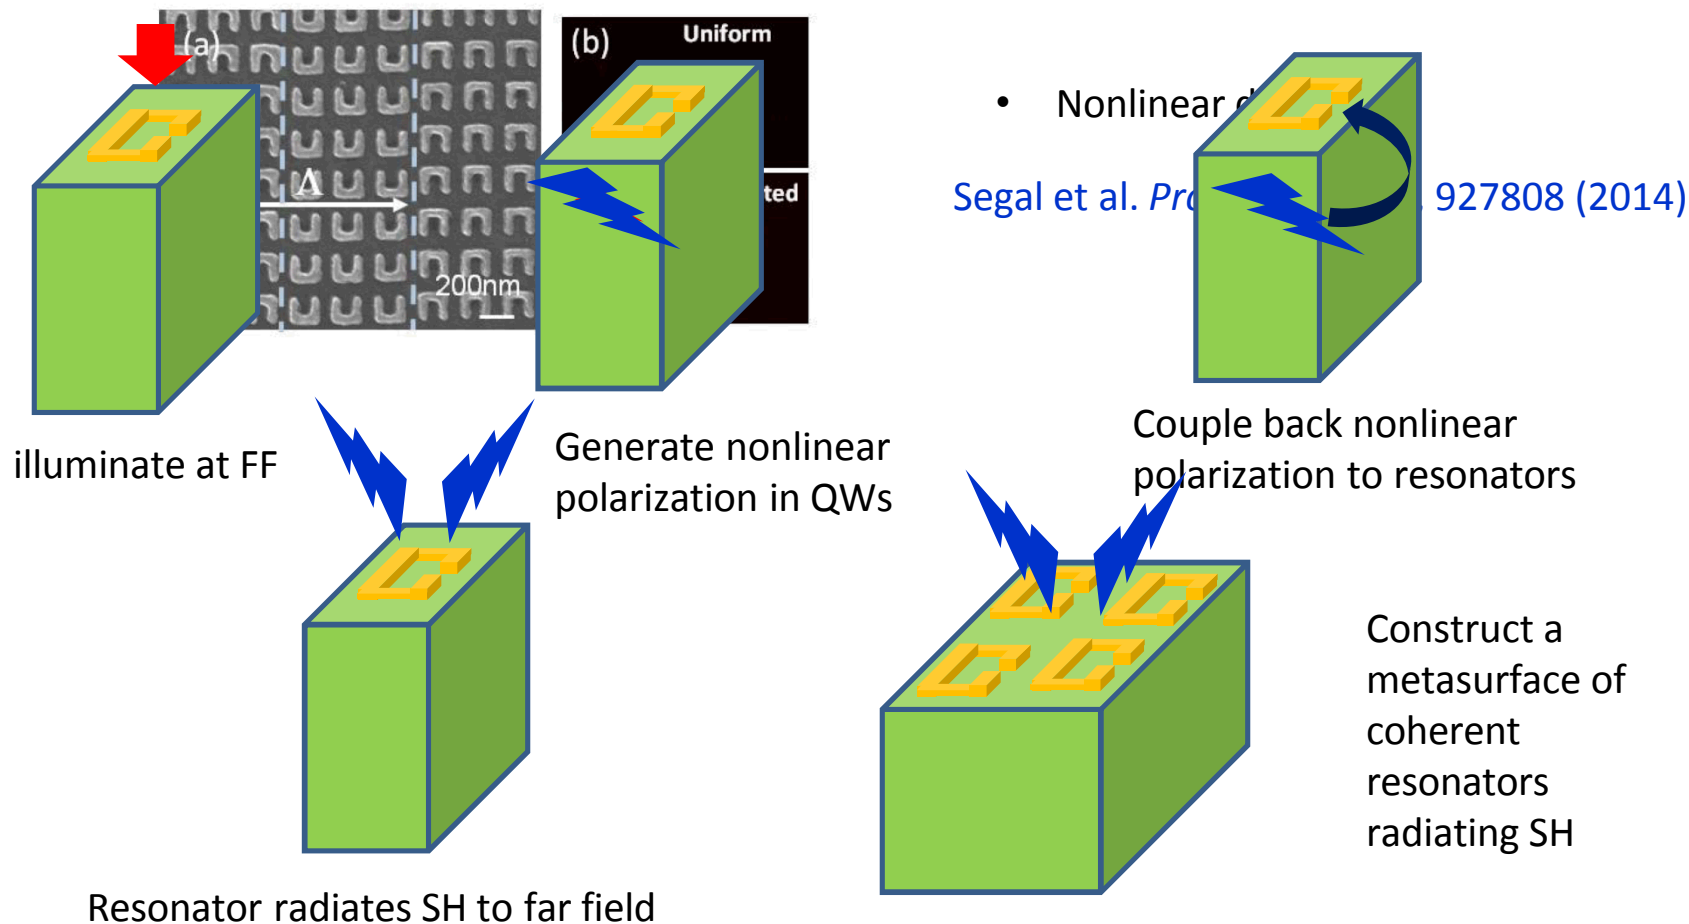 (a)
(b)
Uniform
Λ
200nm
• Nonlinear
Segal et al. 927808 (2014)
illuminate at FF
Generate nonlinear
polarization in QWs
Couple back nonlinear
polarization to resonators
Resonator radiates SH to far field
Construct a
metasurface of
coherent
resonators
radiating SH